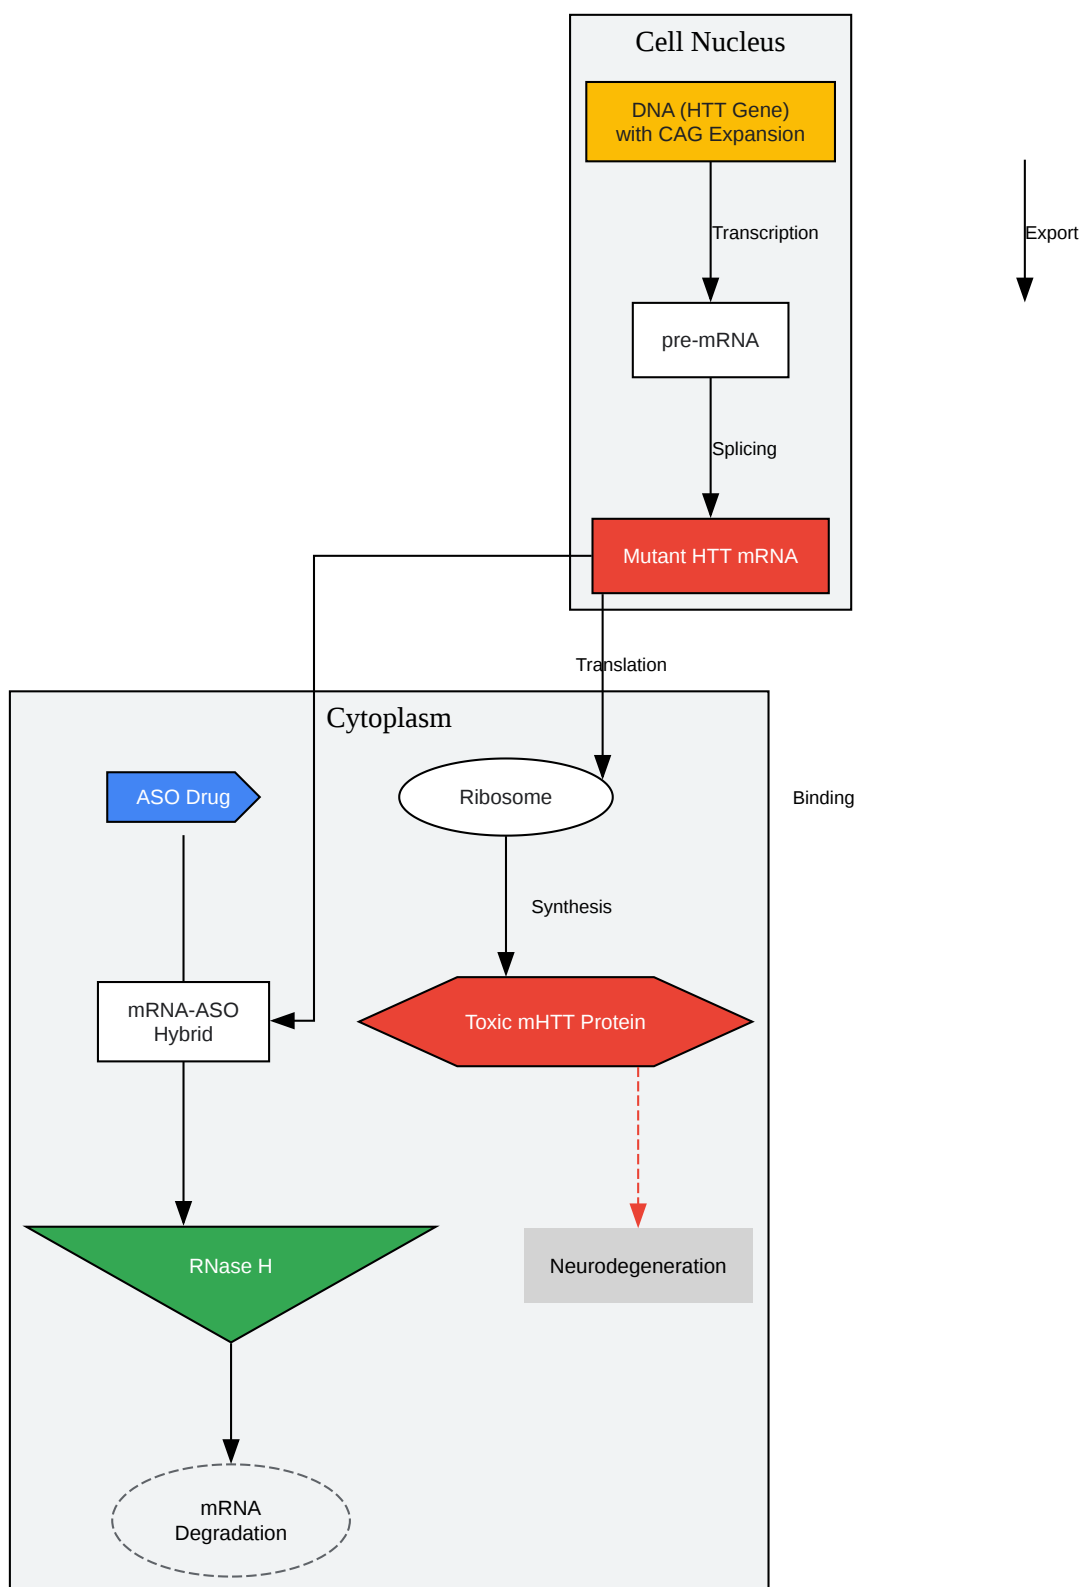 Cell Nucleus
DNA (HTT Gene)
with CAG Expansion
Transcription
Export
pre-mRNA
Splicing
Mutant HTT mRNA
Translation
Cytoplasm
ASO Drug
Ribosome
Binding
Synthesis
mRNA-ASO
Hybrid
Toxic mHTT Protein
RNase H
Neurodegeneration
mRNA
Degradation